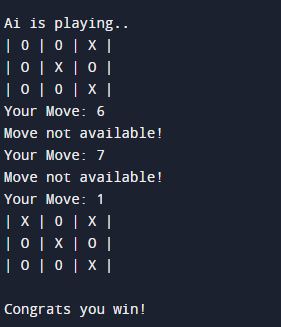 Ai is playing..
| O | O | X |
| O | X | O |
| O | O | X |
Your Move: 6
Move not available!
Your Move: 7
Move not available!
Your Move: 1
| X | O | X |
| O | X | O |
| O | O | X |
Congrats you win!